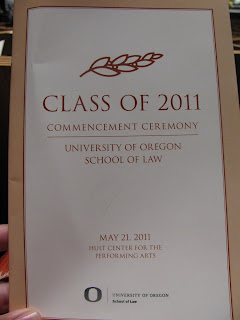 CLASS OF 2011
COMMENCEMENT CEREMONY
UNIVERSITY OF OREGON
SCHOOL OF LAW
MAY 21, 2011
HULT CENTER FOR THE
PERFORMING ARTS
O
UNIVERSITY OF OREGON
School of Law